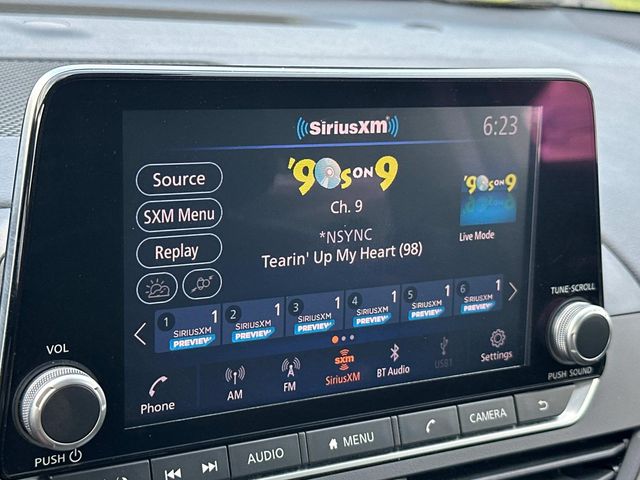 SiriusXM
6:23
Source
'90s ON 9
'90s ON 9
SXM Menu
Ch. 9
Live Mode
Replay
*NSYNC
Tearin' Up My Heart (98)
1 1 SIRIUSXM PREVIEW
2 1 SIRIUSXM PREVIEW
3 1 SIRIUSXM PREVIEW
4 1 SIRIUSXM PREVIEW
5 1 SIRIUSXM PREVIEW
6 1 SIRIUSXM PREVIEW
Phone
AM
FM
sxm
SiriusXM
BT Audio
USB1
Settings
VOL
PUSH
TUNE·SCROLL
PUSH SOUND
AUDIO
MENU
CAMERA